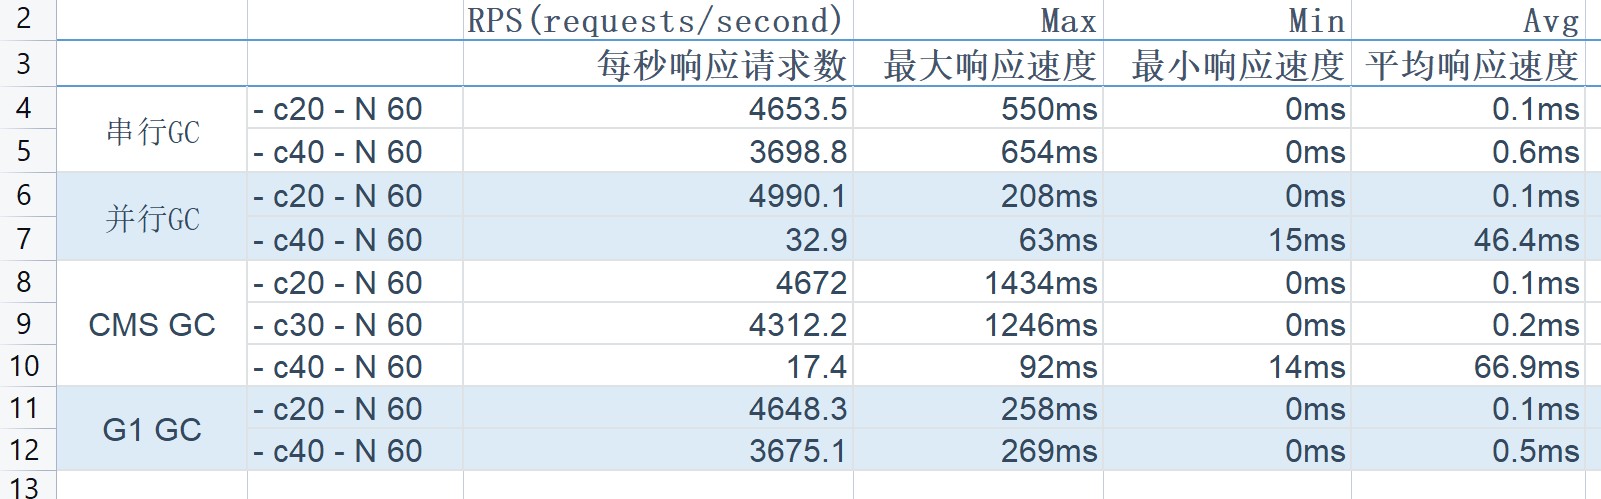 2 RPS(requests/second) Max Min Avg
3 每秒响应请求数 最大响应速度 最小响应速度 平均响应速度
4 串行GC - c20 - N 60 4653.5 550ms 0ms 0.1ms
5 - c40 - N 60 3698.8 654ms 0ms 0.6ms
6 并行GC - c20 - N 60 4990.1 208ms 0ms 0.1ms
7 - c40 - N 60 32.9 63ms 15ms 46.4ms
8 CMS GC - c20 - N 60 4672 1434ms 0ms 0.1ms
9 - c30 - N 60 4312.2 1246ms 0ms 0.2ms
10 - c40 - N 60 17.4 92ms 14ms 66.9ms
11 G1 GC - c20 - N 60 4648.3 258ms 0ms 0.1ms
12 - c40 - N 60 3675.1 269ms 0ms 0.5ms
13